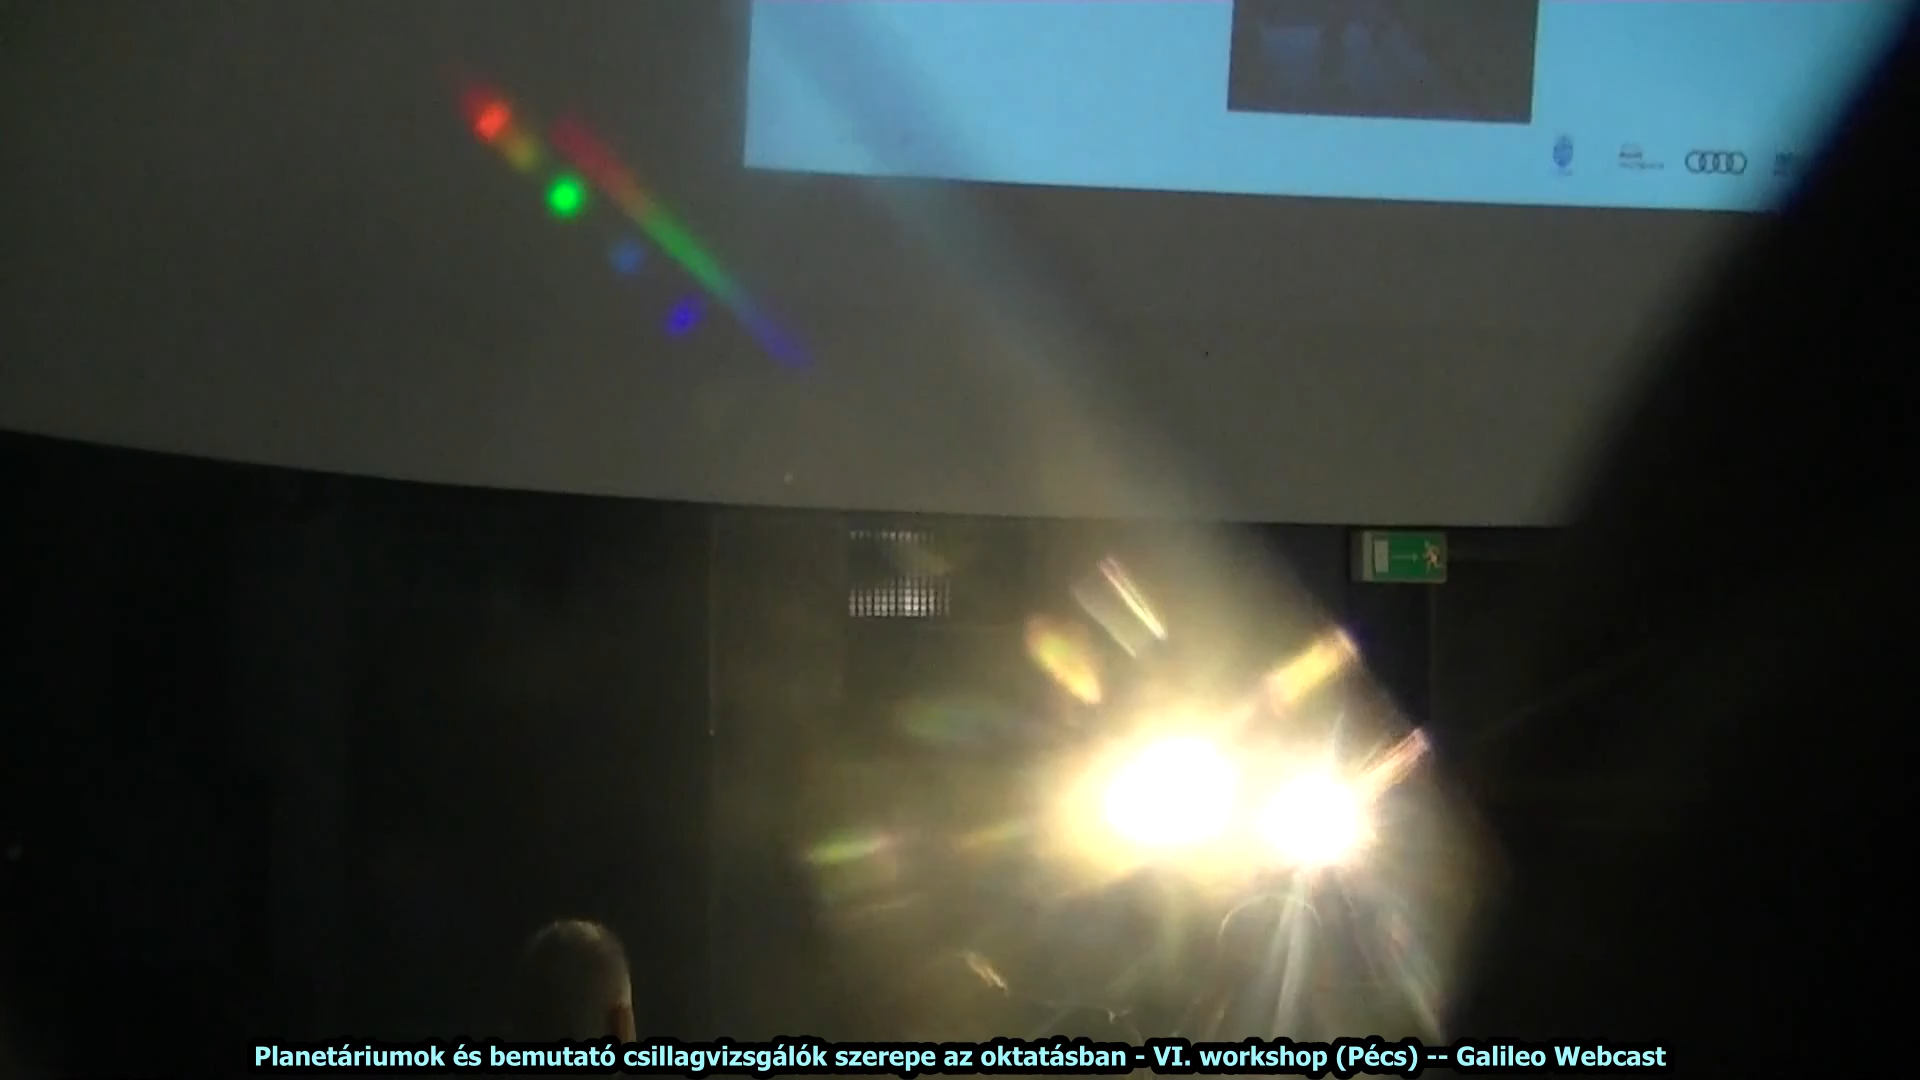 Planetáriumok és bemutató csillagvizsgálók szerepe az oktatásban - VI. workshop (Pécs) -- Galileo Webcast